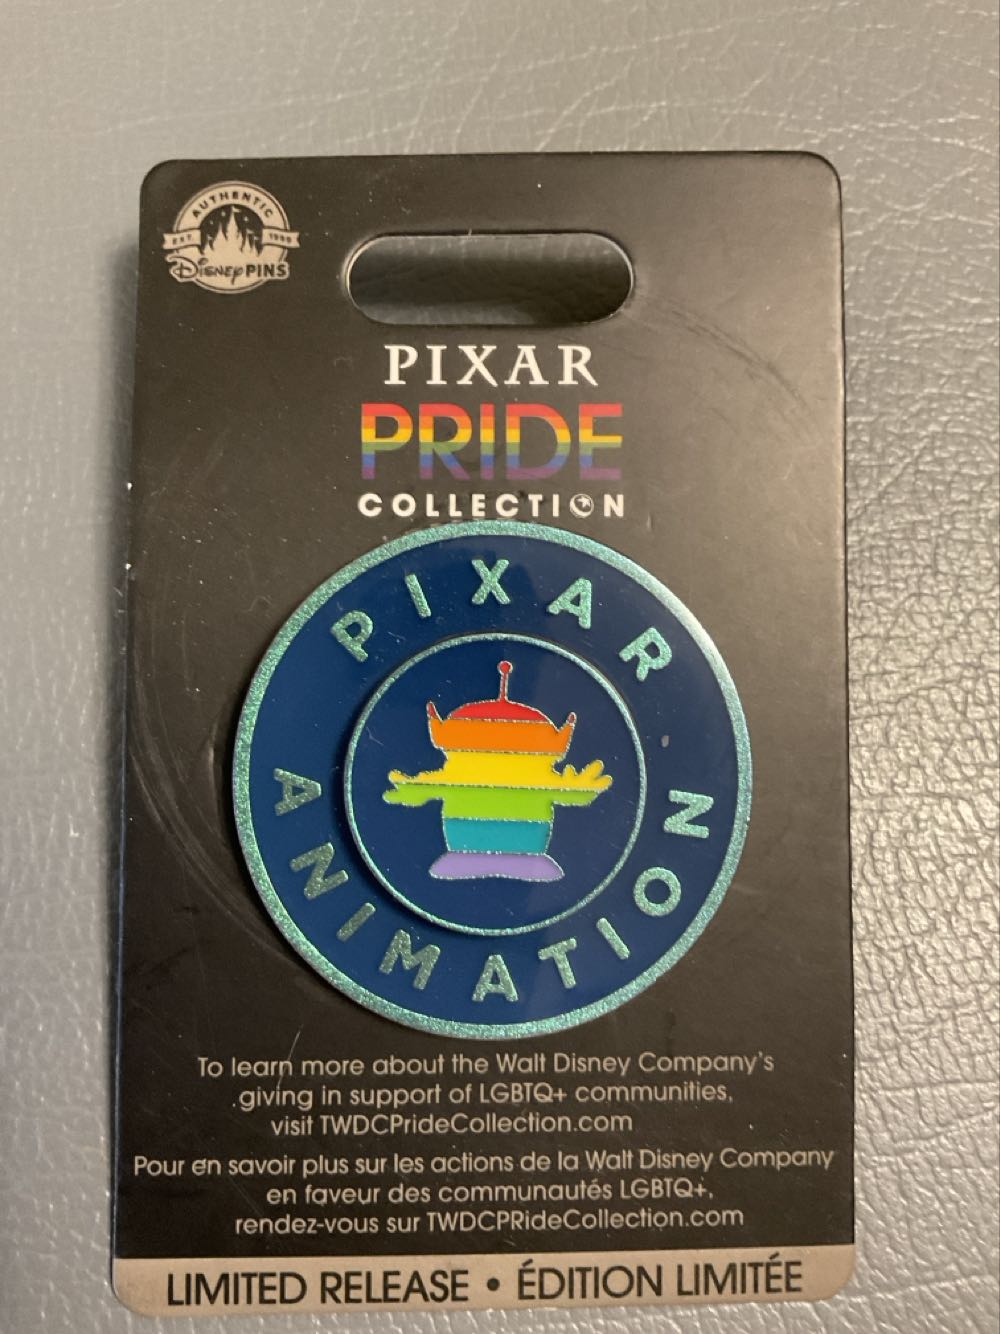 AUTHENTIC
EST. 1999
Disney PINS
PIXAR
PRIDE
COLLECTION
PIXAR
ANIMATION
To learn more about the Walt Disney Company's
giving in support of LGBTQ+ communities,
visit TWDCPrideCollection.com
Pour en savoir plus sur les actions de la Walt Disney Company
en faveur des communautés LGBTQ+,
rendez-vous sur TWDCPRideCollection.com
LIMITED RELEASE • ÉDITION LIMITÉE